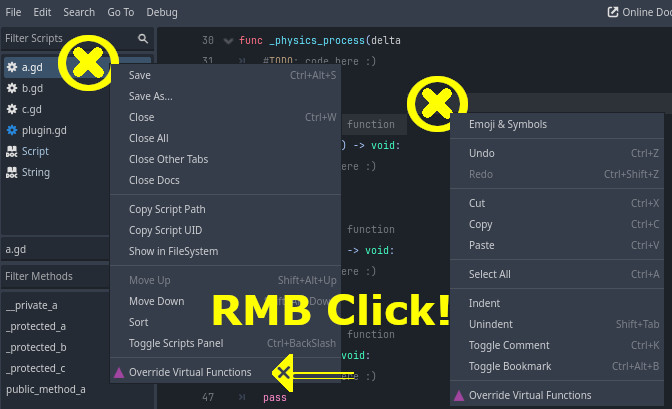 File Edit Search Go To Debug Online Doc
Filter Scripts
a.gd
b.gd
c.gd
plugin.gd
Script
String
a.gd
Filter Methods
__private_a
_protected_a
_protected_b
_protected_c
public_method_a
30 func _physics_process(delta
31 #TODO: code here :)
function
) -> void:
ere :)
function
-> void:
ere :)
function
void:
ere :)
47 pass
Save Ctrl+Alt+S
Save As...
Close Ctrl+W
Close All
Close Other Tabs
Close Docs
Copy Script Path
Copy Script UID
Show in FileSystem
Move Up Shift+Alt+Up
Move Down
Sort
Toggle Scripts Panel Ctrl+BackSlash
Override Virtual Functions
RMB Click!
Emoji & Symbols
Undo Ctrl+Z
Redo Ctrl+Shift+Z
Cut Ctrl+X
Copy Ctrl+C
Paste Ctrl+V
Select All Ctrl+A
Indent
Unindent Shift+Tab
Toggle Comment Ctrl+K
Toggle Bookmark Ctrl+Alt+B
Override Virtual Functions